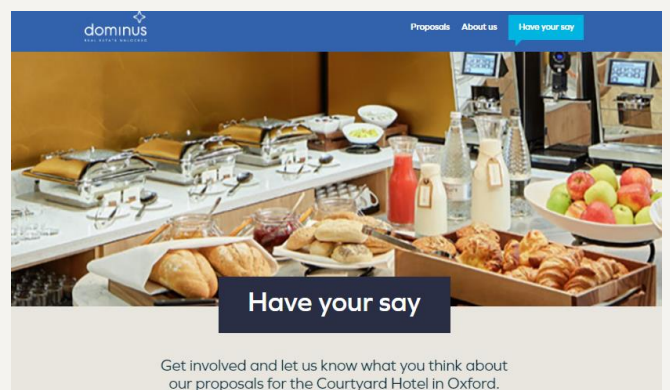 dominus
REAL ESTATE UNLOCKED
Proposals About us Have your say
Have your say
Get involved and let us know what you think about
our proposals for the Courtyard Hotel in Oxford.